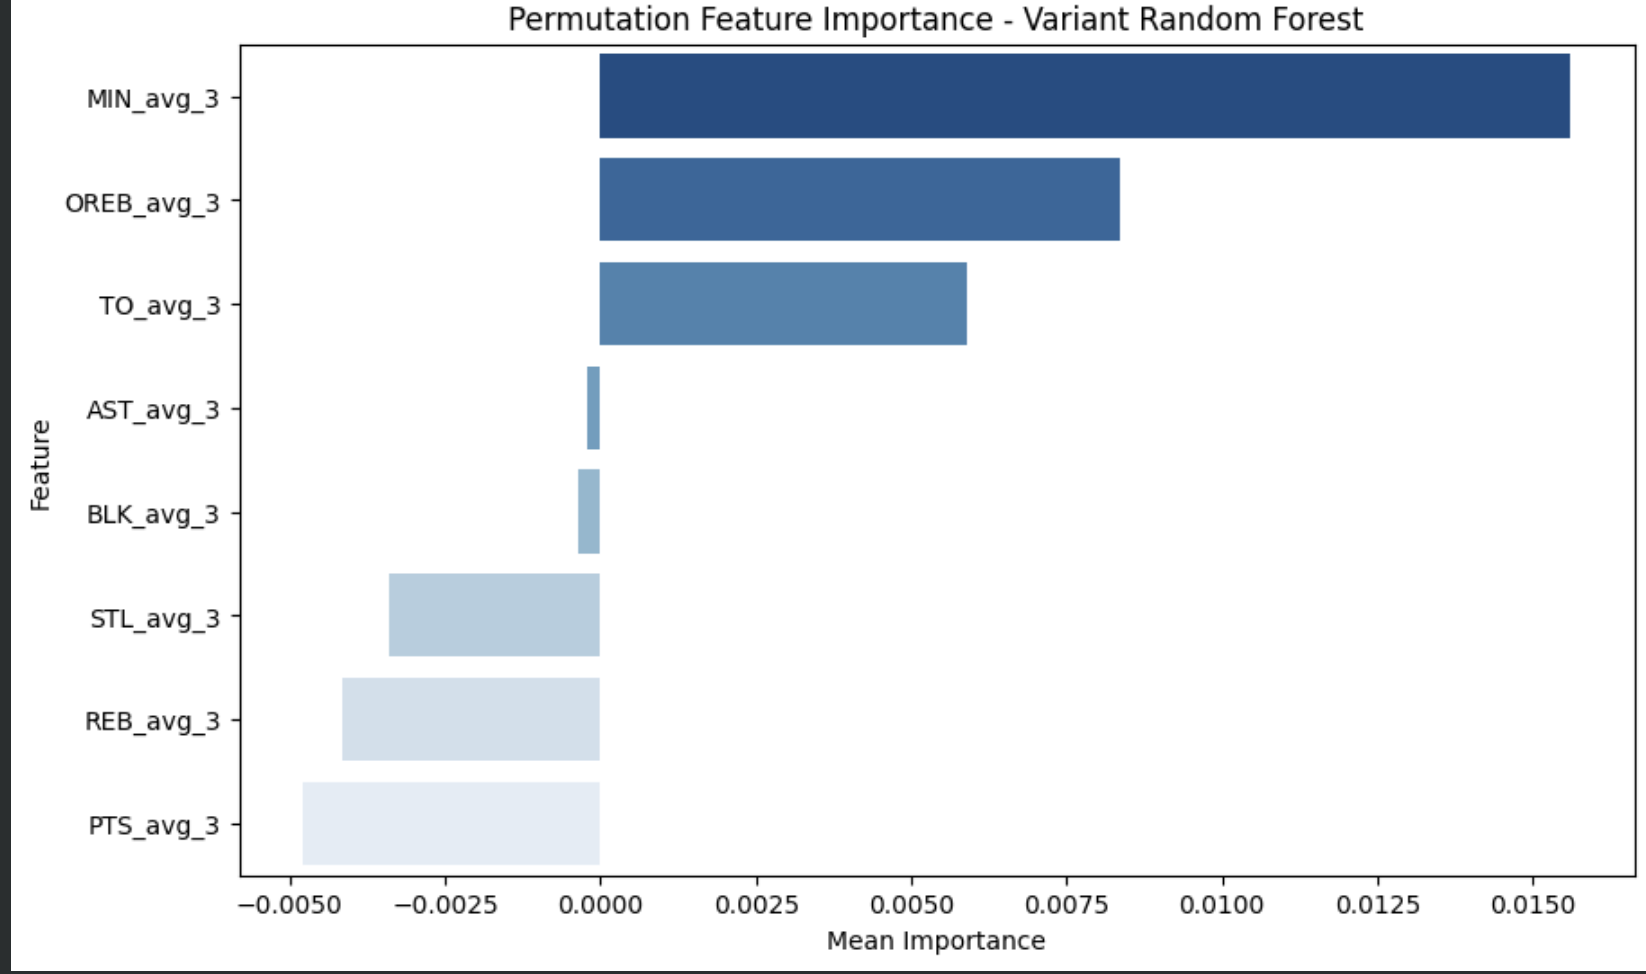 Permutation Feature Importance - Variant Random Forest
MIN_avg_3
OREB_avg_3
TO_avg_3
AST_avg_3
BLK_avg_3
STL_avg_3
REB_avg_3
PTS_avg_3
Feature
−0.0050 −0.0025 0.0000 0.0025 0.0050 0.0075 0.0100 0.0125 0.0150
Mean Importance